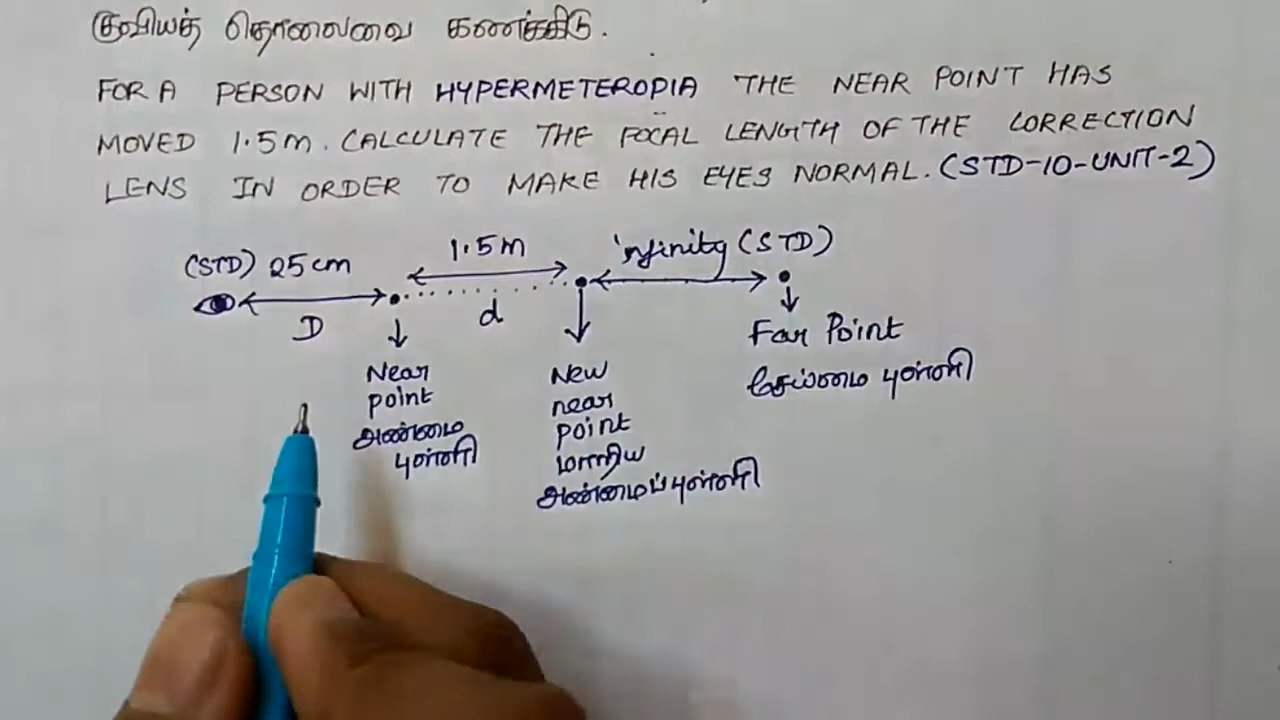 குவியத் தொலைவை கணக்கிடு.
FOR A PERSON WITH HYPERMETEROPIA THE NEAR POINT HAS
MOVED 1.5m. CALCULATE THE FOCAL LENGTH OF THE CORRECTION
LENS IN ORDER TO MAKE HIS EYES NORMAL. (STD-10-UNIT-2)
(STD) 25cm
1.5m
infinity (STD)
D
d
Near
point
அண்மை
புள்ளி
New
near
point
மாறிய
அண்மைப்புள்ளி
Far Point
சேய்மை புள்ளி